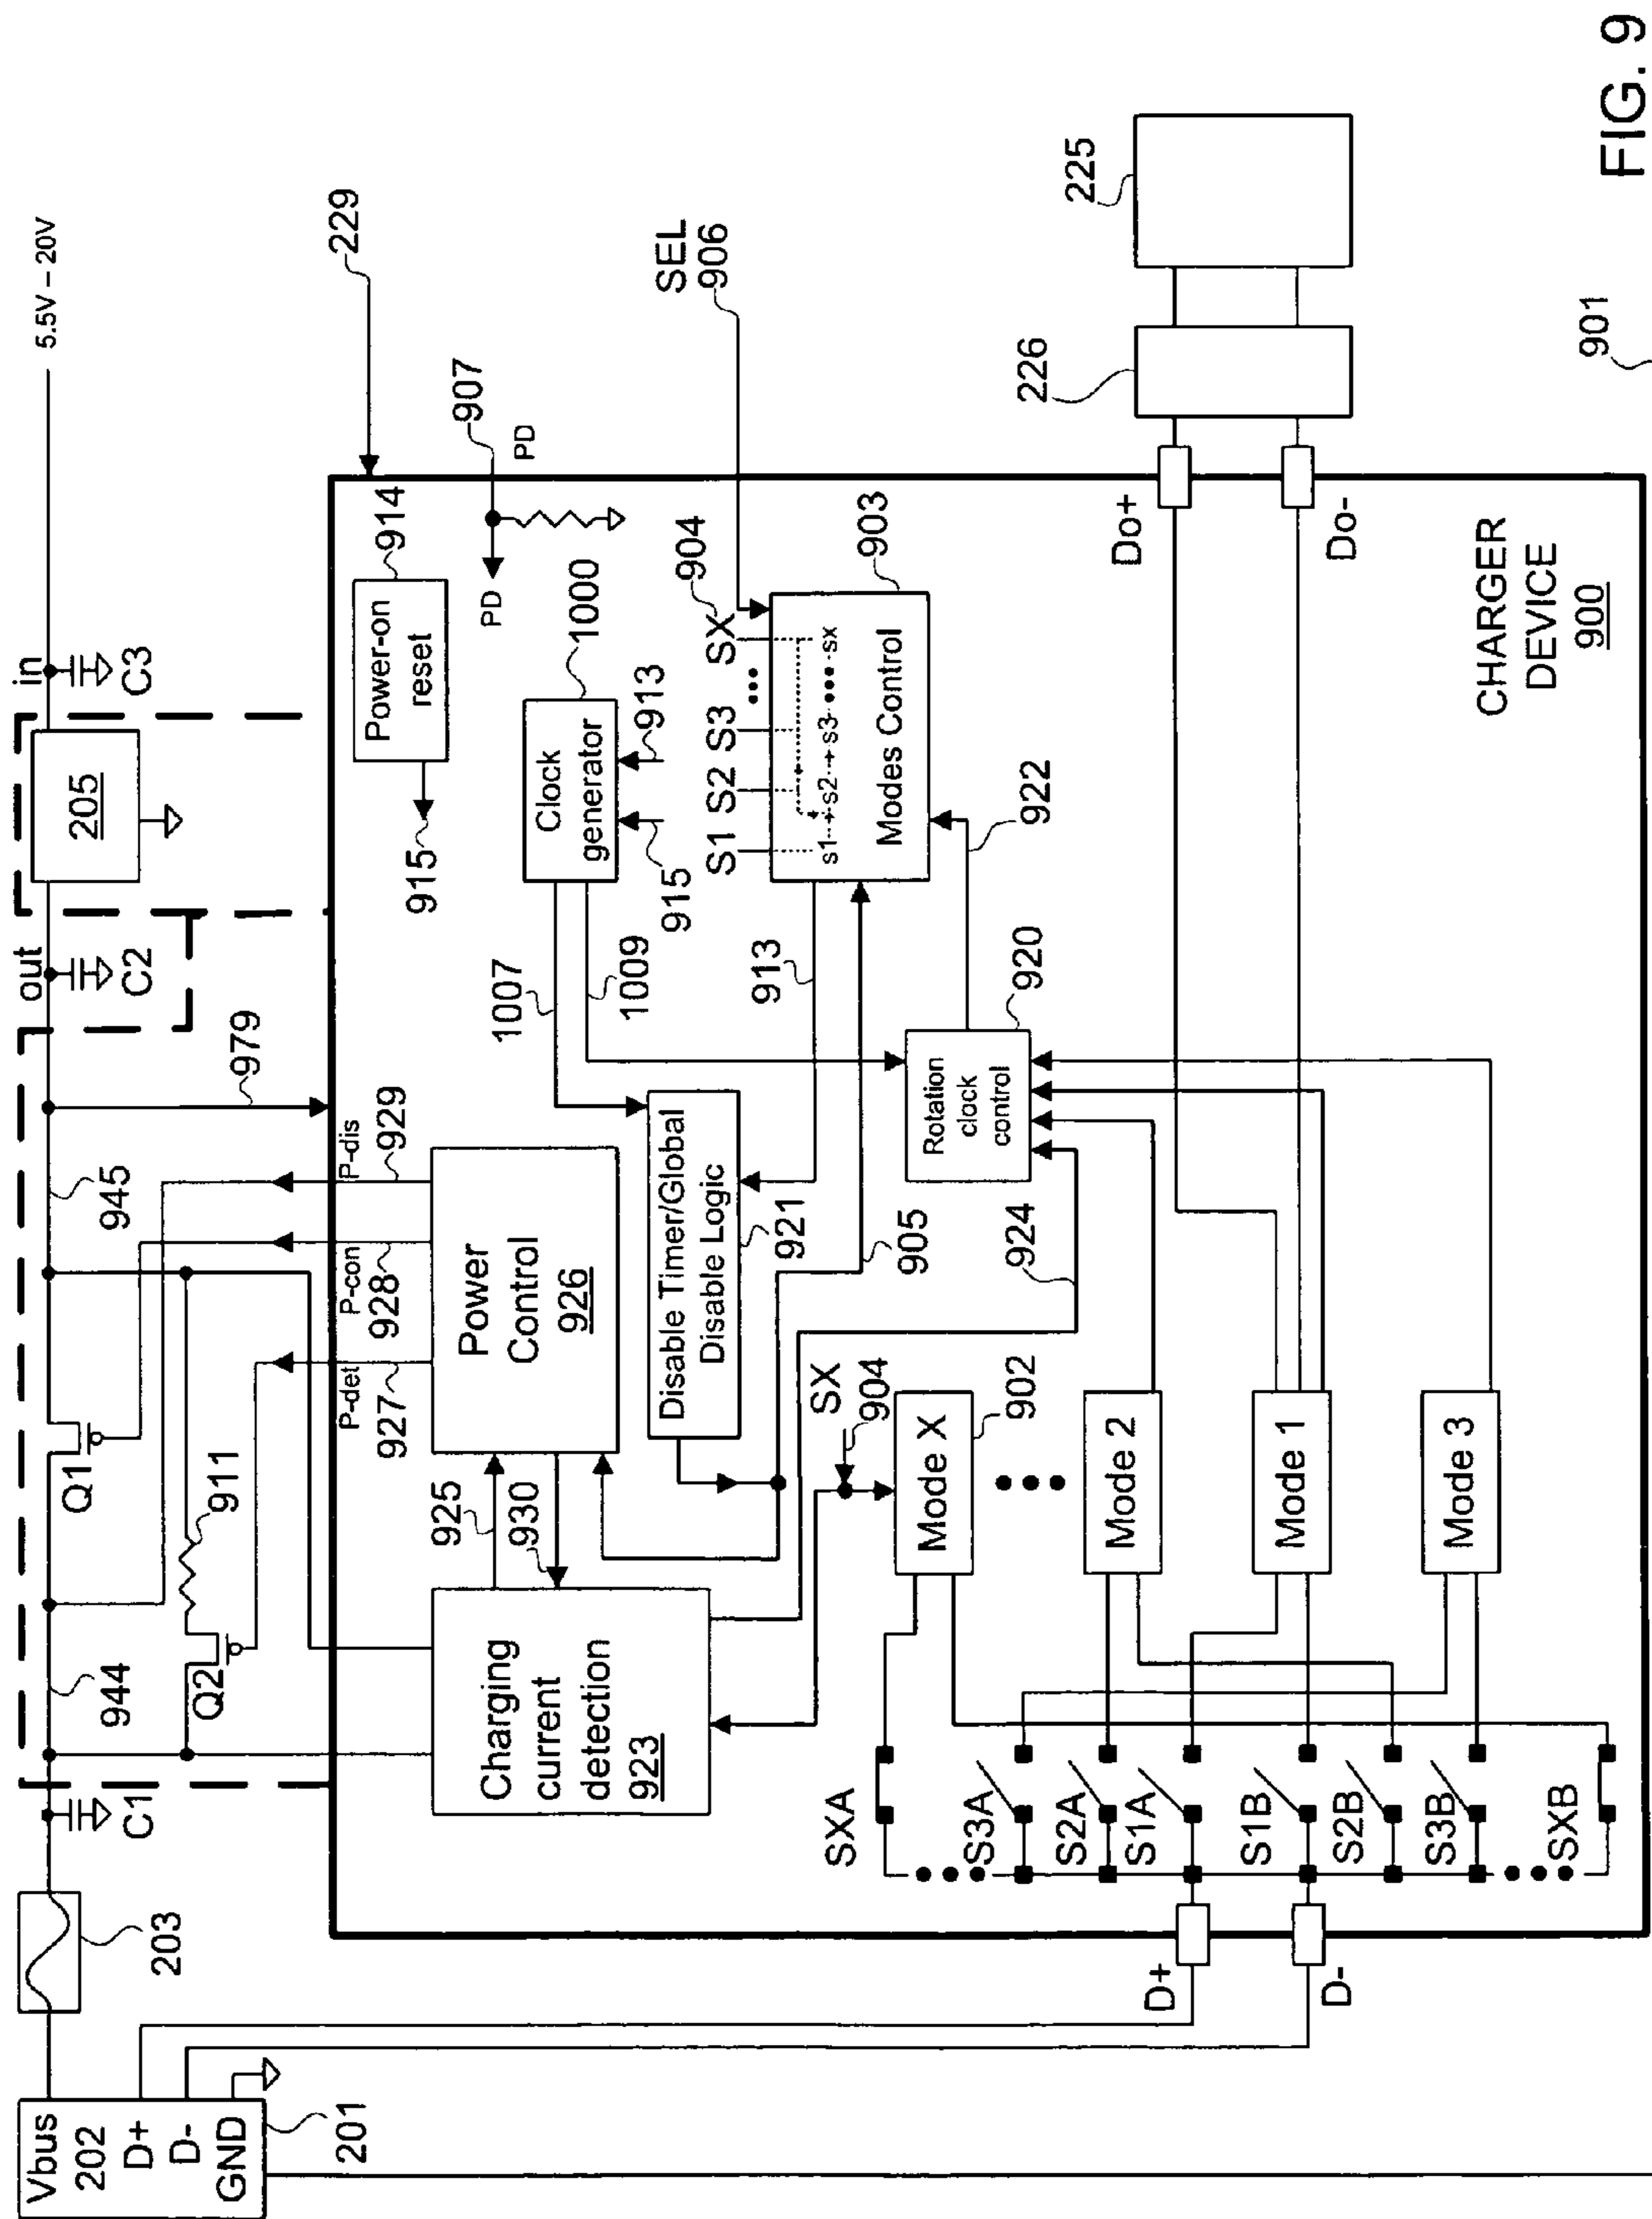 Vbus
202
D+
D-
GND
201
203
C1
944
Q2
911
Q1
945
979
out
C2
205
in
C3
5.5V – 20V
P-det
927
P-con
928
P-dis
929
Charging
current
detection
923
925
930
Power
Control
926
Disable Timer/Global
Disable Logic
921
905
924
1007
1009
913
915
Power-on
reset
914
229
PD
PD
907
Clock
generator
1000
915
913
S1
S2
S3
•••
SX
904
SEL
906
s1
s2
s3
•••
sx
Modes Control
903
922
Rotation
clock
control
920
SX
904
Mode X
902
Mode 2
Mode 1
Mode 3
SXA
S3A
S2A
S1A
S1B
S2B
S3B
SXB
D+
D-
Do+
Do-
226
225
CHARGER
DEVICE
900
901
FIG. 9